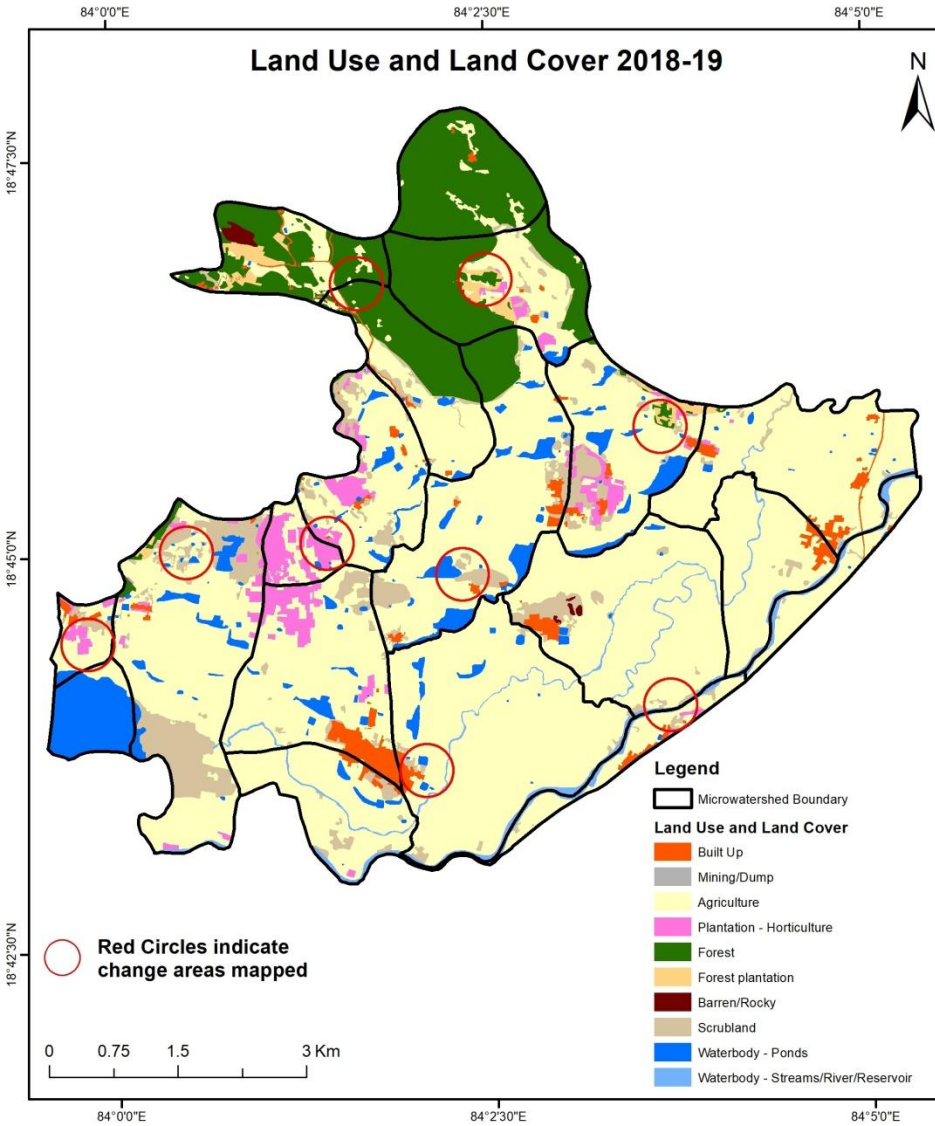 84°0'0"E
84°2'30"E
84°5'0"E
Land Use and Land Cover 2018-19
N
18°47'30"N
18°45'0"N
18°42'30"N
Legend
Microwatershed Boundary
Land Use and Land Cover
Built Up
Mining/Dump
Agriculture
Plantation - Horticulture
Forest
Forest plantation
Barren/Rocky
Scrubland
Waterbody - Ponds
Waterbody - Streams/River/Reservoir
Red Circles indicate
change areas mapped
0 0.75 1.5 3 Km
84°0'0"E
84°2'30"E
84°5'0"E